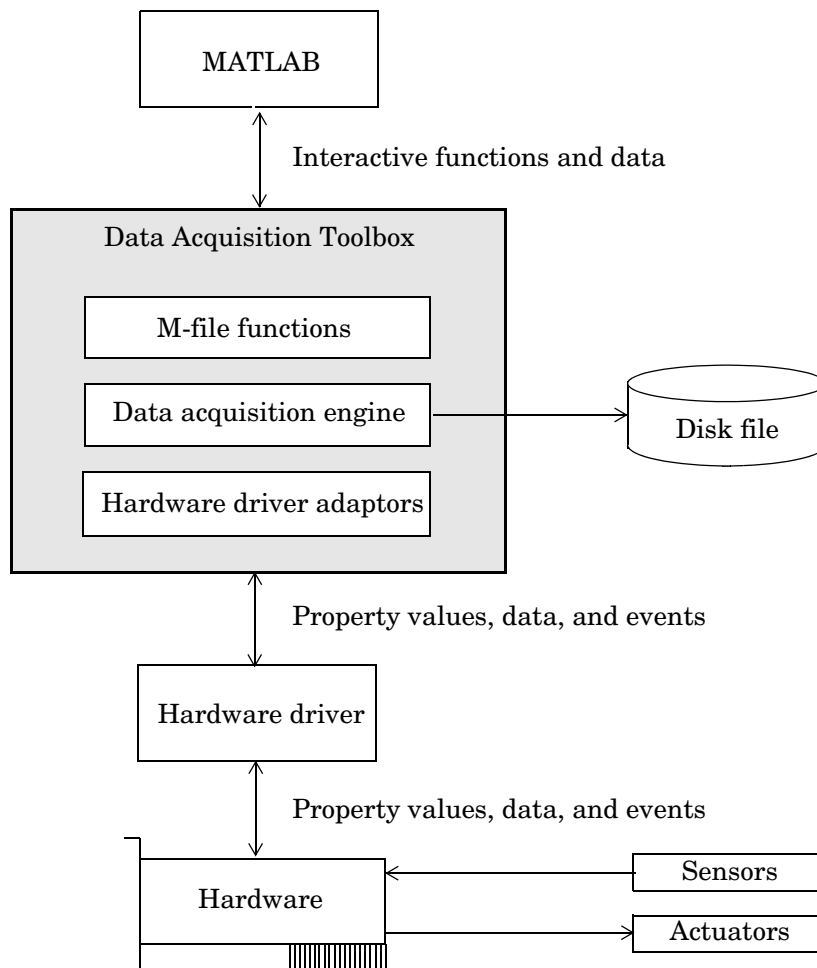 MATLAB
Interactive functions and data
Data Acquisition Toolbox
M-file functions
Data acquisition engine
Disk file
Hardware driver adaptors
Property values, data, and events
Hardware driver
Property values, data, and events
Sensors
Hardware
Actuators